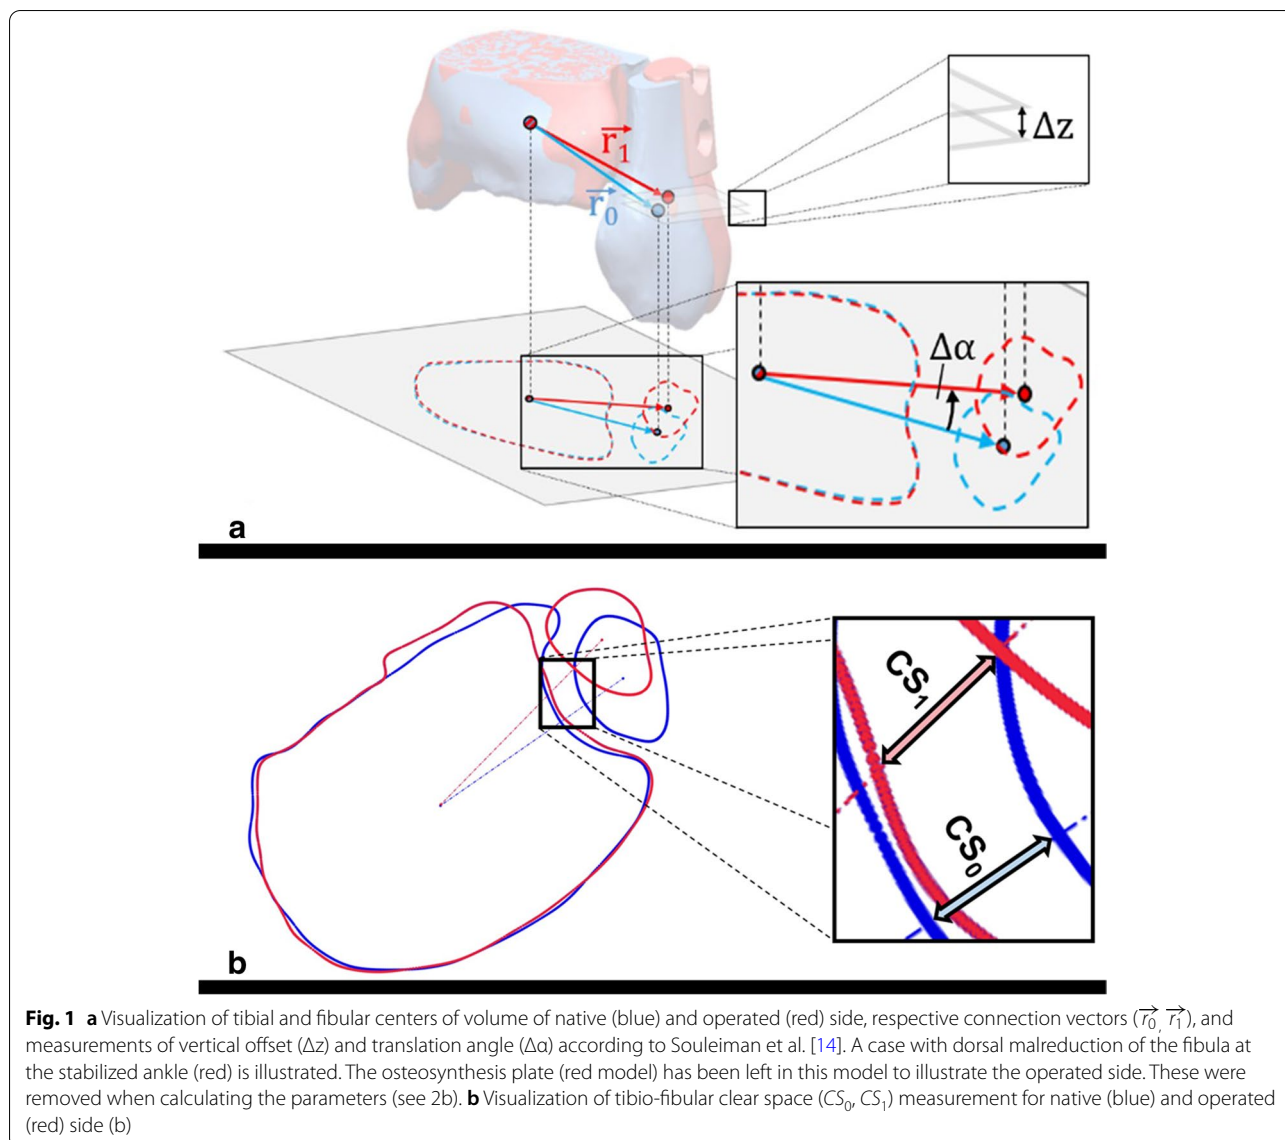 r₁
r₀
Δz
Δα
a
CS₁
CS₀
b
Fig. 1 a Visualization of tibial and fibular centers of volume of native (blue) and operated (red) side, respective connection vectors (r₀, r₁), and
measurements of vertical offset (Δz) and translation angle (Δα) according to Souleiman et al. [14]. A case with dorsal malreduction of the fibula at
the stabilized ankle (red) is illustrated. The osteosynthesis plate (red model) has been left in this model to illustrate the operated side. These were
removed when calculating the parameters (see 2b). b Visualization of tibio-fibular clear space (CS₀, CS₁) measurement for native (blue) and operated
(red) side (b)